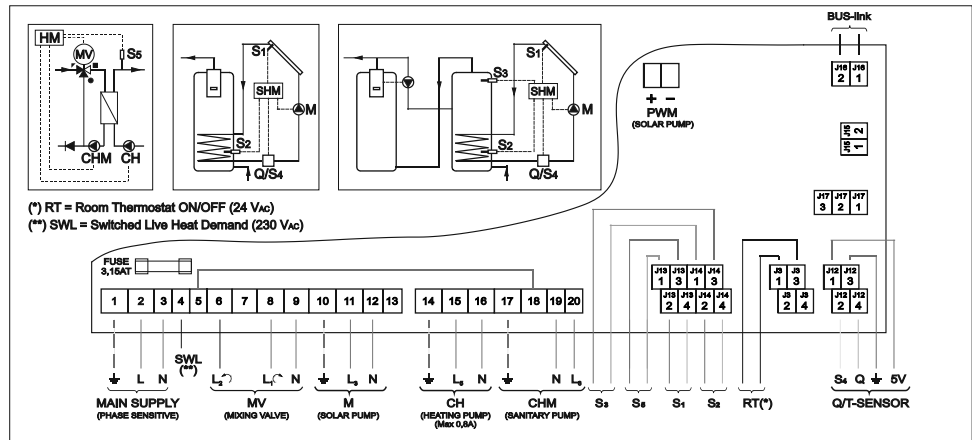 BUS-link
HM
MV
S5
CHM
CH
S1
SHM
M
S2
Q/S4
S3
S1
SHM
M
S2
Q/S4
+ −
PWM
(SOLAR PUMP)
J16 2 J16 1
J15 2
J15 1
J17 3 J17 2 J17 1
(*) RT = Room Thermostat ON/OFF (24 VAC)
(**) SWL = Switched Live Heat Demand (230 VAC)
FUSE
3,15AT
1 2 3 4 5 6 7 8 9 10 11 12 13
14 15 16 17 18 19 20
J13 1 J13 3 J14 1 J14 3
J13 2 J13 4 J14 2 J14 4
J3 1 J3 3
J3 2 J3 4
J12 1 J12 3
J12 2 J12 4
SWL
(**)
L N L2 L1 N L3 N L5 N N L6 S3 S5 S1 S2 RT(*) S4 Q 5V
MAIN SUPPLY
(PHASE SENSITIVE)
MV
(MIXING VALVE)
M
(SOLAR PUMP)
CH
(HEATING PUMP)
(Max 0,8A)
CHM
(SANITARY PUMP)
Q/T-SENSOR